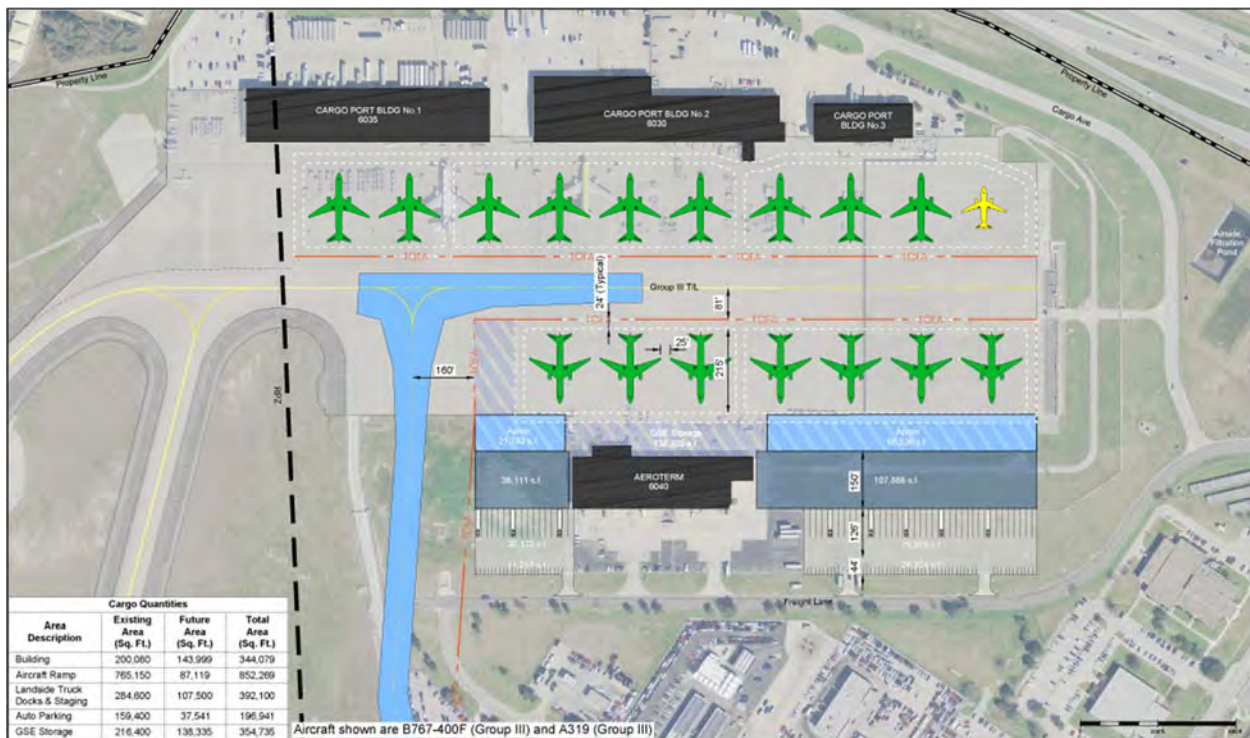 Property Line
Property Line
CARGO PORT BLDG No.1
6035
CARGO PORT BLDG No.2
6030
CARGO PORT
BLDG No.3
Cargo Ave
Airside
Filtration
Pond
TOFA
TOFA
TOFA
TOFA
24' (Typical)
Group III T/L
81'
TOFA
TOFA
TOFA
TOFA
25'
215'
160'
Apron
GSE Storage
Apron
36,111 s.f.
AEROTERM
6040
150'
126'
44'
TOFA
Freight Lane
Cargo Quantities
Area Description Existing Area (Sq. Ft.) Future Area (Sq. Ft.) Total Area (Sq. Ft.)
Building 200,080 143,999 344,079
Aircraft Ramp 765,150 87,119 852,269
Landside Truck Docks & Staging 284,600 107,500 392,100
Auto Parking 159,400 37,541 196,941
GSE Storage 216,400 138,335 354,735
Aircraft shown are B767-400F (Group III) and A319 (Group III)